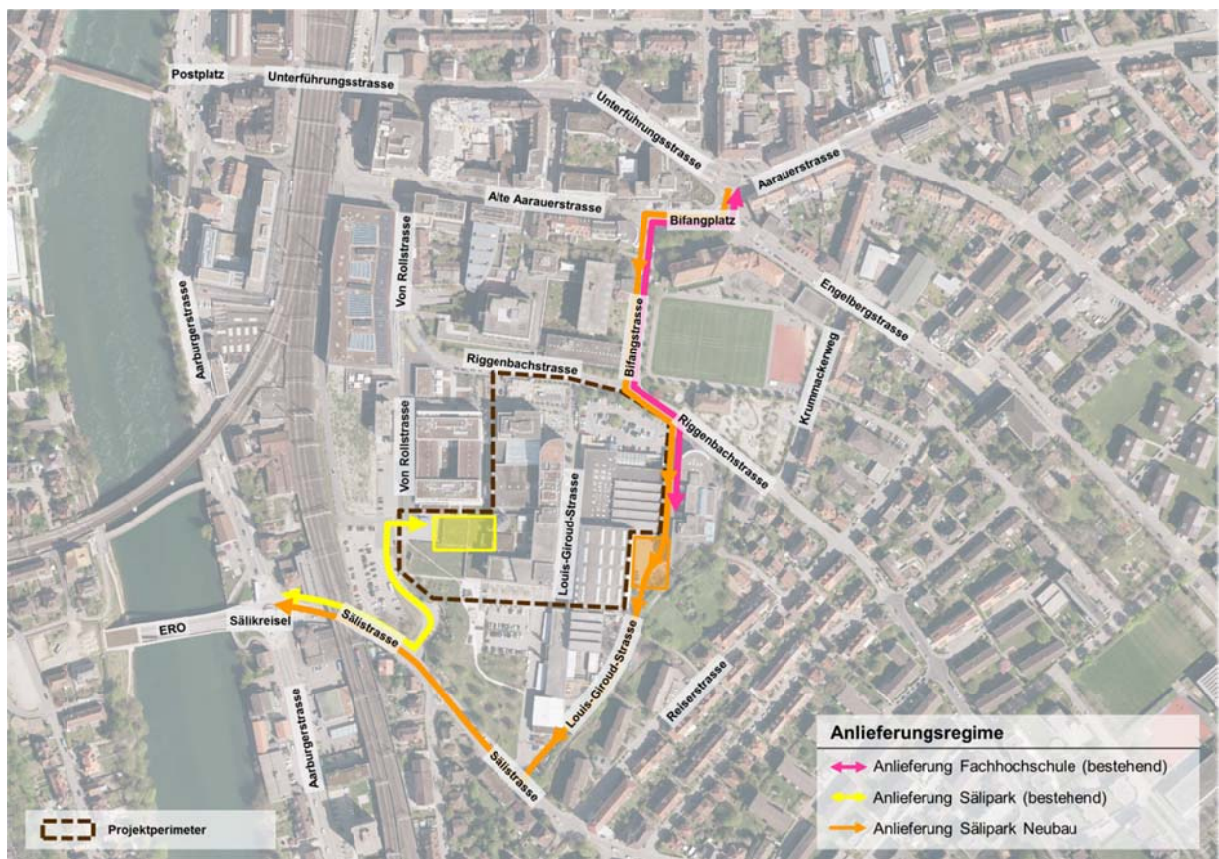 Postplatz
Unterführungsstrasse
Unterführungsstrasse
Aarauerstrasse
Alte Aarauerstrasse
Bifangplatz
Von Rollstrasse
Engelbergstrasse
Aarburgerstrasse
Bifangstrasse
Riggenbachstrasse
Krummackerweg
Riggenbachstrasse
Von Rollstrasse
Louis-Giroud-Strasse
ERO
Sälikreisel
Sälistrasse
Louis-Giroud-Strasse
Reiserstrasse
Aarburgerstrasse
Sälistrasse
Anlieferungsregime
Anlieferung Fachhochschule (bestehend)
Anlieferung Sälipark (bestehend)
Anlieferung Sälipark Neubau
Projektperimeter